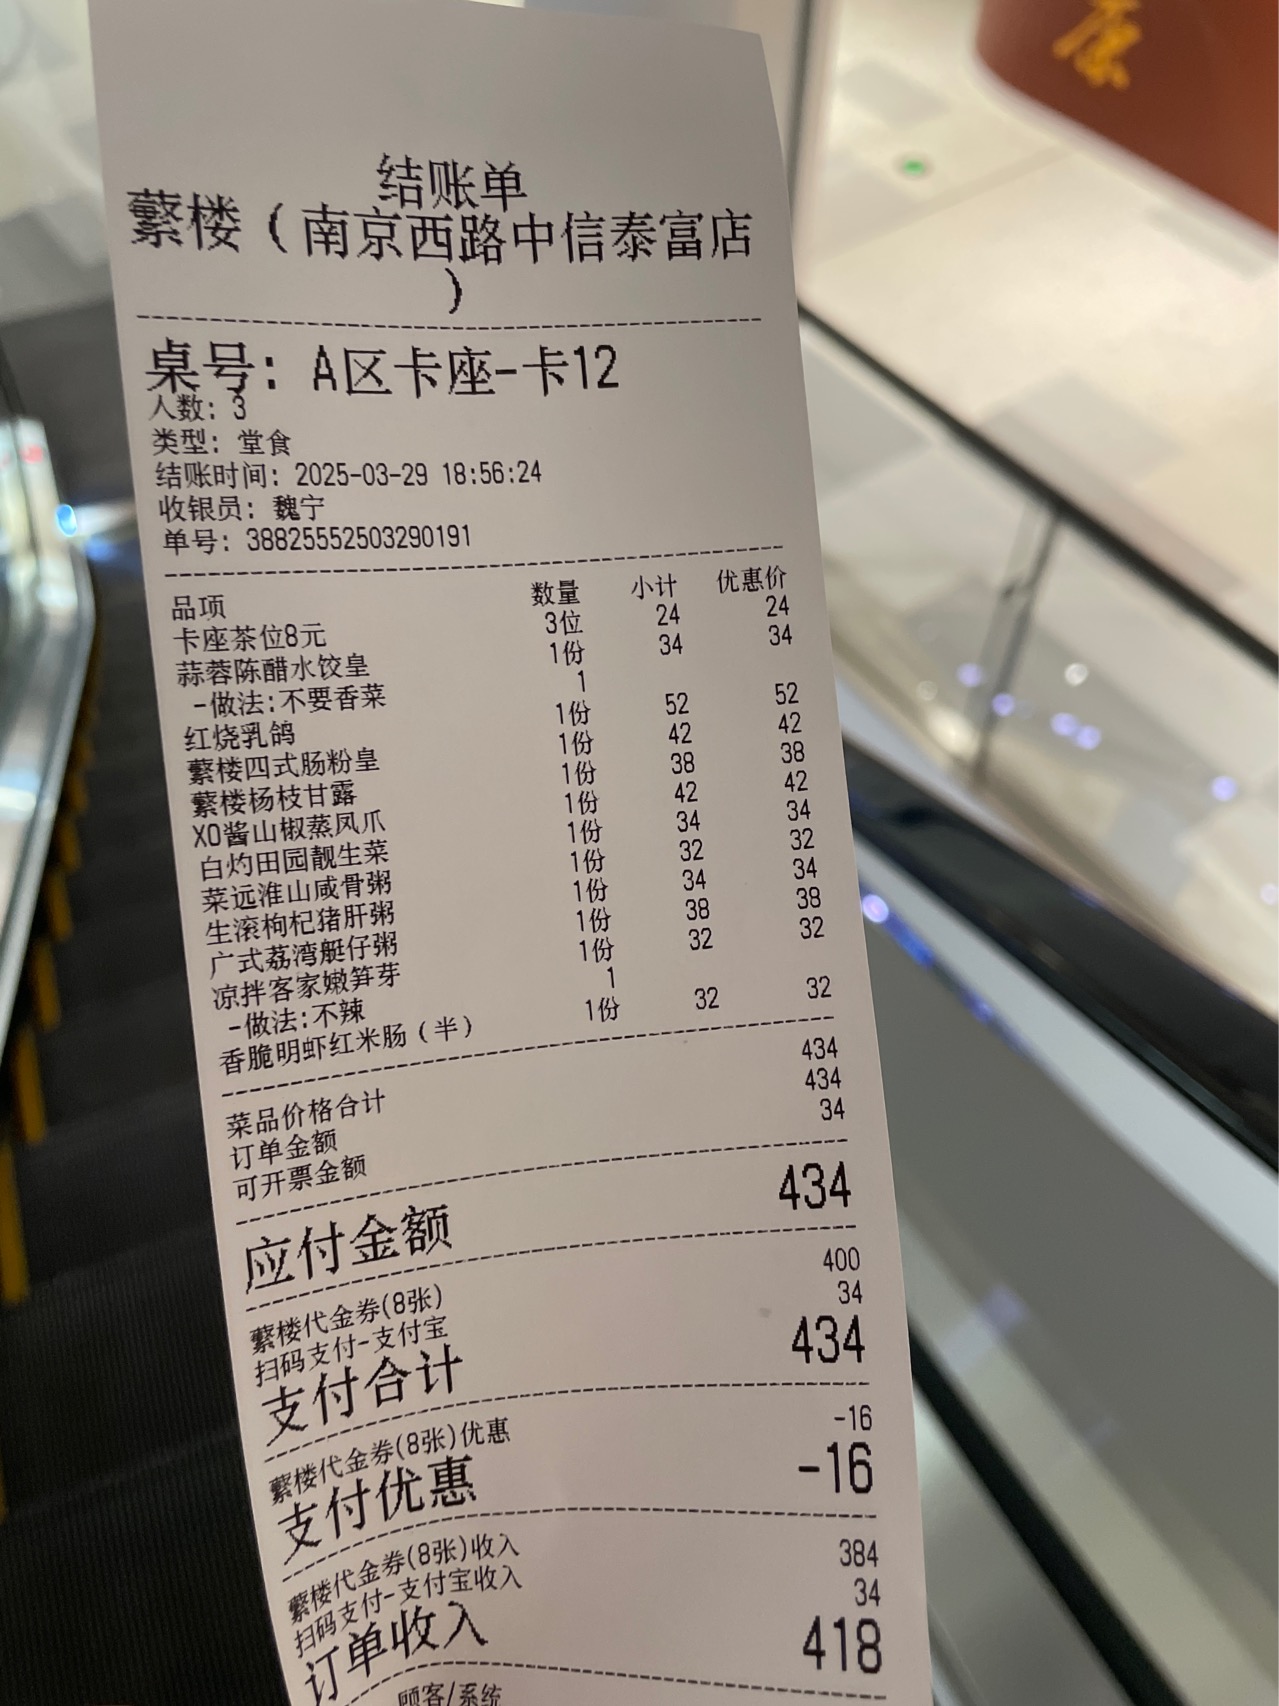 康
结账单
蘩楼（南京西路中信泰富店
）
桌号：A区卡座-卡12
人数：3
类型：堂食
结账时间：2025-03-29 18:56:24
收银员：魏宁
单号：38825552503290191
品项 数量 小计 优惠价
卡座茶位8元 3位 24 24
蒜蓉陈醋水饺皇 1份 34 34
-做法:不要香菜 1
红烧乳鸽 1份 52 52
蘩楼四式肠粉皇 1份 42 42
蘩楼杨枝甘露 1份 38 38
XO酱山椒蒸凤爪 1份 42 42
白灼田园靓生菜 1份 34 34
菜远淮山咸骨粥 1份 32 32
生滚枸杞猪肝粥 1份 34 34
广式荔湾艇仔粥 1份 38 38
凉拌客家嫩笋芽 1份 32 32
-做法:不辣 1
香脆明虾红米肠（半） 1份 32 32
菜品价格合计 434
订单金额 434
可开票金额 34
应付金额 434
蘩楼代金券(8张) 400
扫码支付-支付宝 34
支付合计 434
蘩楼代金券(8张)优惠 -16
支付优惠 -16
蘩楼代金券(8张)收入 384
扫码支付-支付宝收入 34
订单收入 418
顾客/系统